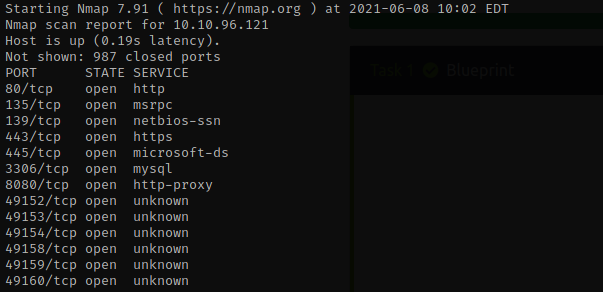 Starting Nmap 7.91 ( https://nmap.org ) at 2021-06-08 10:02 EDT
Nmap scan report for 10.10.96.121
Host is up (0.19s latency).
Not shown: 987 closed ports
PORT      STATE SERVICE
80/tcp    open  http
135/tcp   open  msrpc
139/tcp   open  netbios-ssn
443/tcp   open  https
445/tcp   open  microsoft-ds
3306/tcp  open  mysql
8080/tcp  open  http-proxy
49152/tcp open  unknown
49153/tcp open  unknown
49154/tcp open  unknown
49158/tcp open  unknown
49159/tcp open  unknown
49160/tcp open  unknown
Task 1 Blueprint